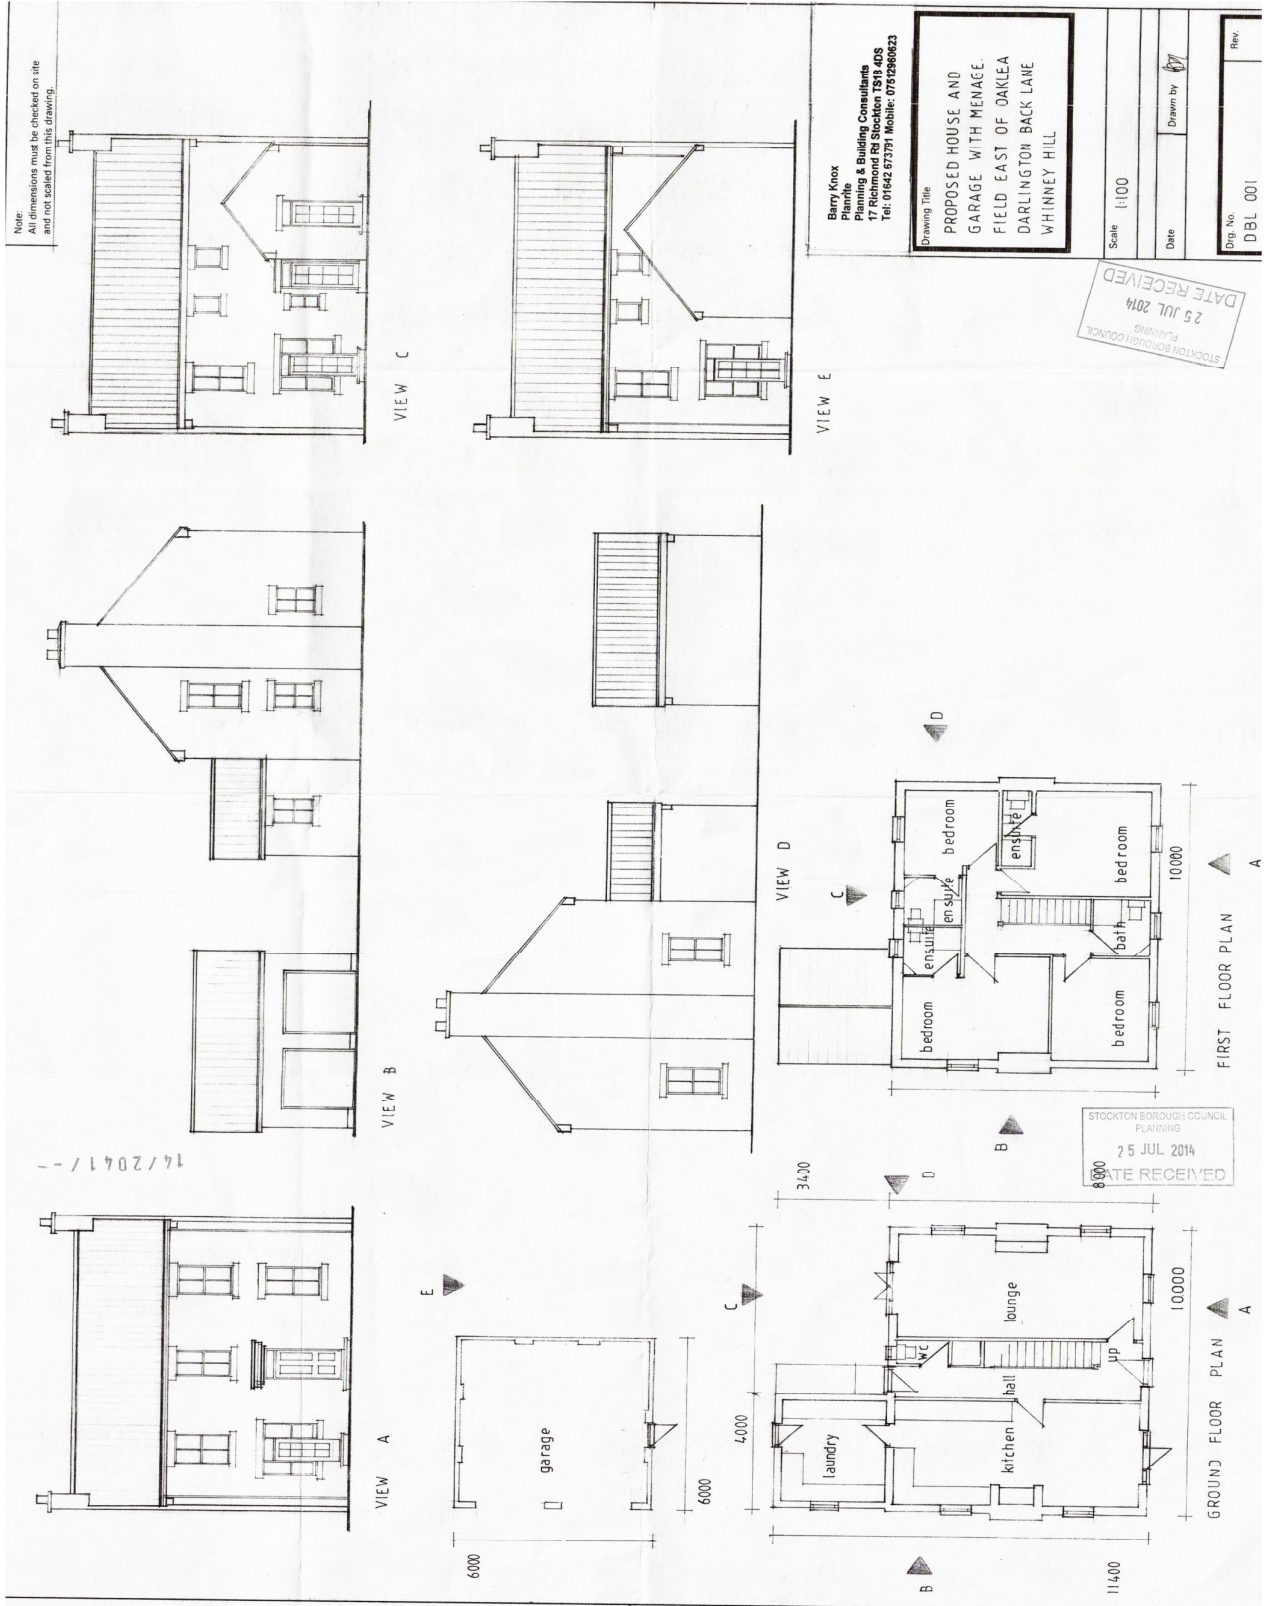 Note:
All dimensions must be checked on site
and not scaled from this drawing.
VIEW A
VIEW B
VIEW C
14/2041/--
E
garage
6000
6000
VIEW D
VIEW E
B
11400
C
4000
laundry
kitchen
hall
WC
up
lounge
10000
3400
8000
D
GROUND FLOOR PLAN
A
STOCKTON BOROUGH COUNCIL
PLANNING
25 JUL 2014
DATE RECEIVED
B
C
D
bedroom
ensuite
ensuite
bedroom
ensuite
bedroom
bath
bedroom
10000
FIRST FLOOR PLAN
A
STOCKTON BOROUGH COUNCIL
PLANNING
25 JUL 2014
DATE RECEIVED
Barry Knox
Planrite
Planning & Building Consultants
17 Richmond Rd Stockton TS18 4DS
Tel: 01642 673791 Mobile: 07512960623
Drawing Title
PROPOSED HOUSE AND
GARAGE WITH MENAGE.
FIELD EAST OF OAKLEA
DARLINGTON BACK LANE
WHINNEY HILL
Scale 1:100
Date
Drawn by
Drg. No.
DBL 001
Rev.